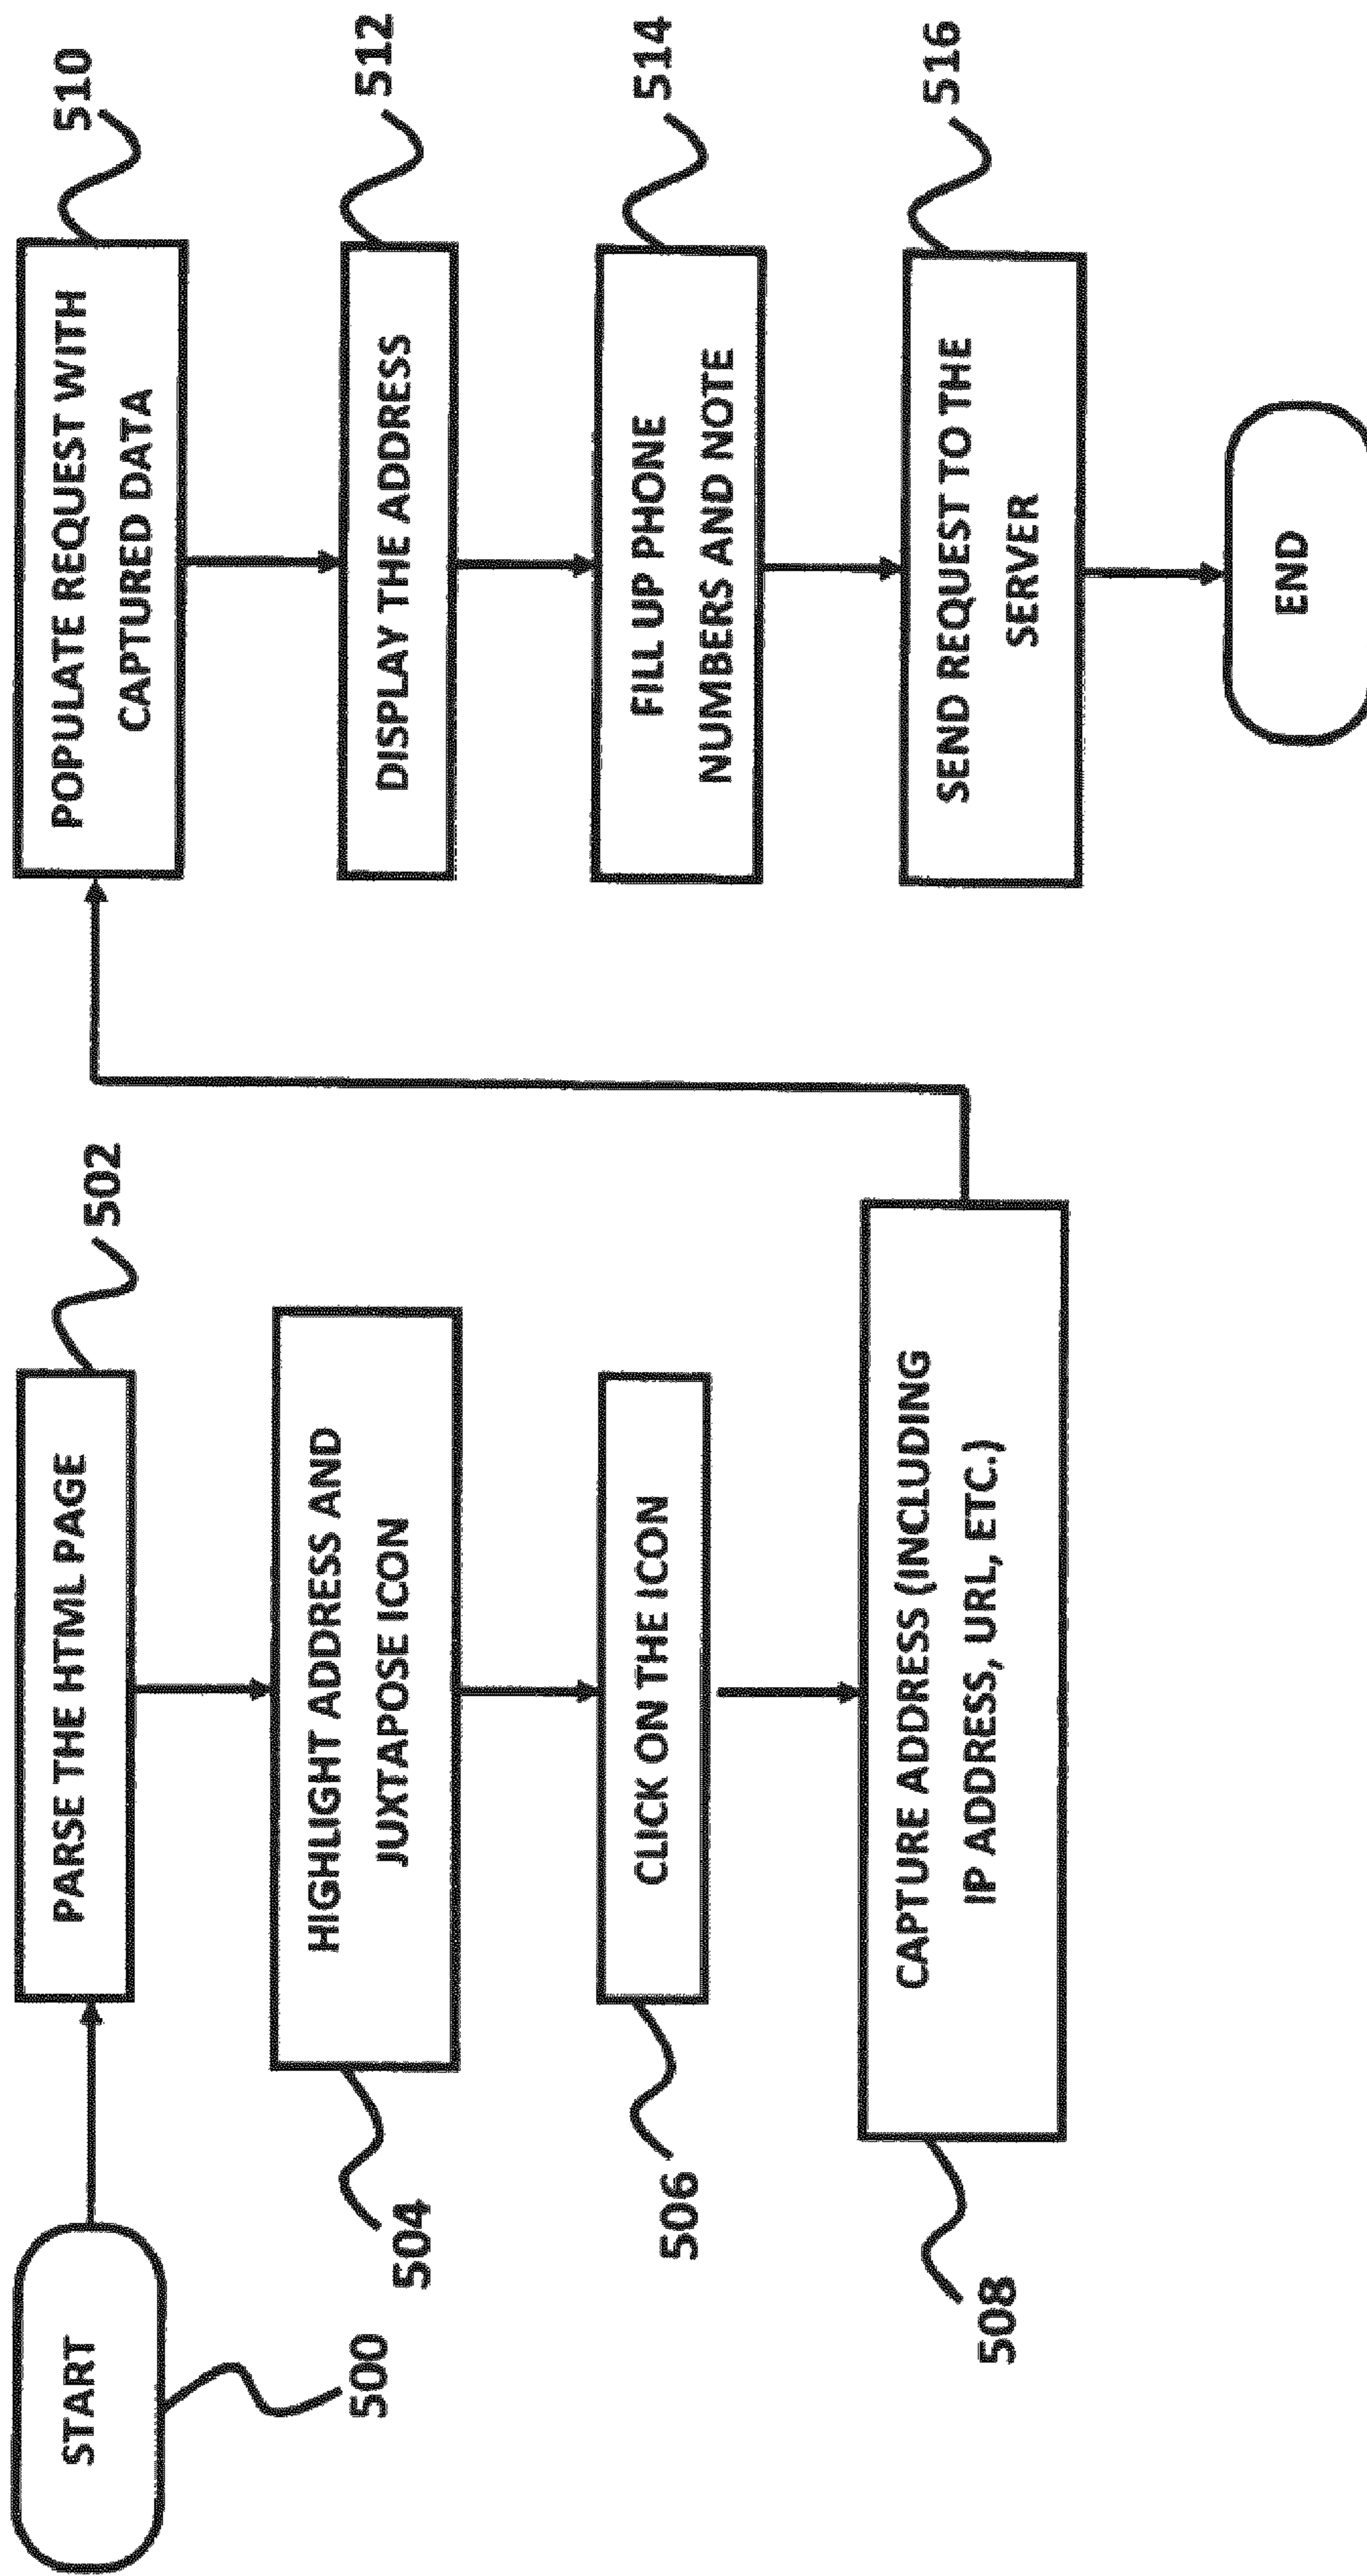 START
500
PARSE THE HTML PAGE
502
HIGHLIGHT ADDRESS AND
JUXTAPOSE ICON
504
CLICK ON THE ICON
506
CAPTURE ADDRESS (INCLUDING
IP ADDRESS, URL, ETC.)
508
POPULATE REQUEST WITH
CAPTURED DATA
510
DISPLAY THE ADDRESS
512
FILL UP PHONE
NUMBERS AND NOTE
514
SEND REQUEST TO THE
SERVER
516
END